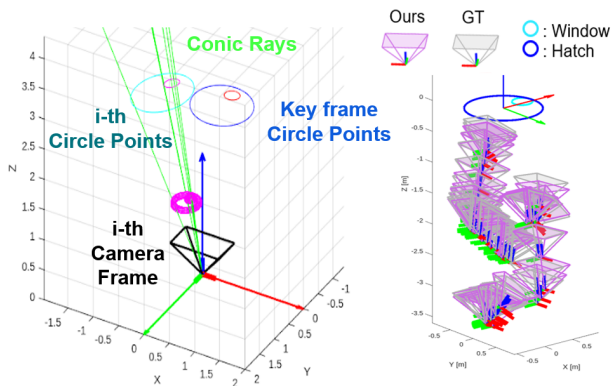 Conic Rays
i-th
Circle Points
Key frame
Circle Points
i-th
Camera
Frame
Z
4
3.5
3
2.5
2
1.5
1
0.5
0
-1.5
-1
-0.5
0
0.5
1
1.5
2
X
-1
-0.5
0
0.5
1
1.5
2
Y
Ours
GT
: Window
: Hatch
Z [m]
0
-0.5
-1
-1.5
-2
-2.5
-3
-3.5
Y [m]
0.5
0
-0.5
X [m]
-0.5
0
0.5